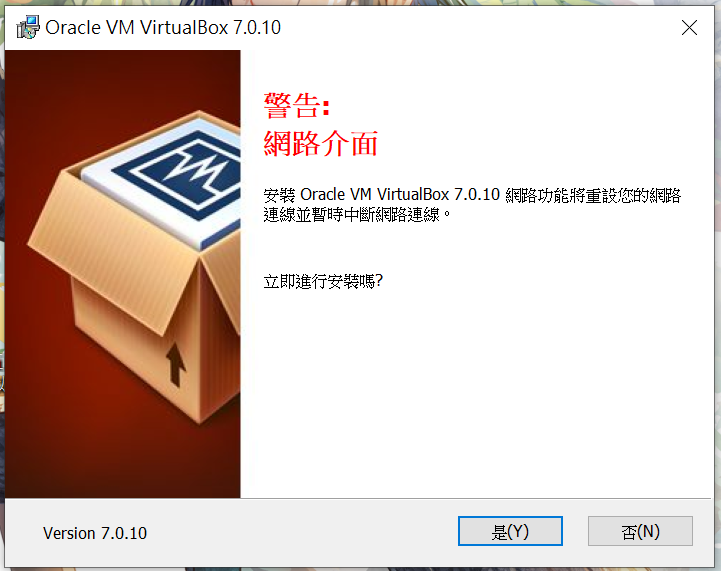 Oracle VM VirtualBox 7.0.10
警告:
網路介面
安裝 Oracle VM VirtualBox 7.0.10 網路功能將重設您的網路
連線並暫時中斷網路連線。
立即進行安裝嗎?
Version 7.0.10
是(Y)
否(N)